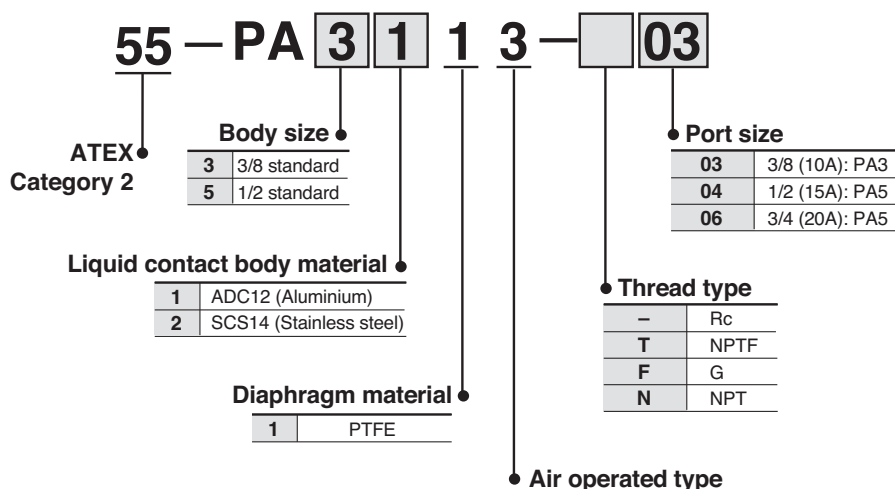 55 — PA 3 1 1 3 — 03
Body size
3 3/8 standard
5 1/2 standard
ATEX
Category 2
Port size
03 3/8 (10A): PA3
04 1/2 (15A): PA5
06 3/4 (20A): PA5
Liquid contact body material
1 ADC12 (Aluminium)
2 SCS14 (Stainless steel)
Thread type
– Rc
T NPTF
F G
N NPT
Diaphragm material
1 PTFE
Air operated type